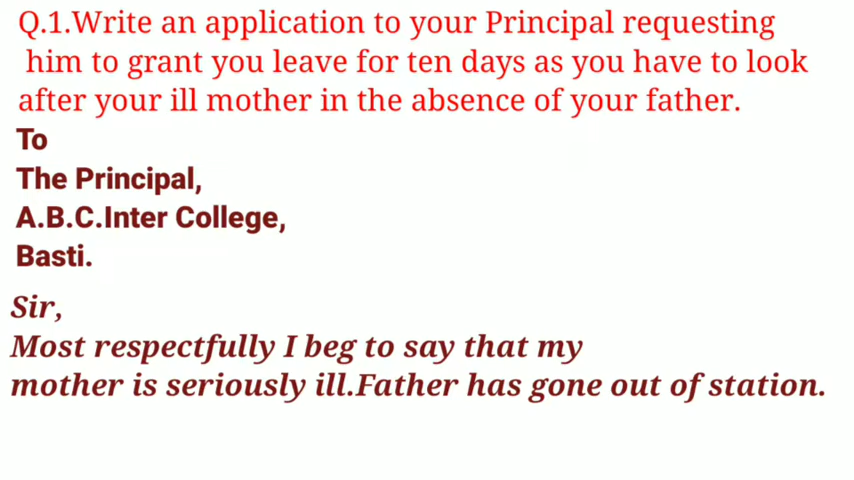 Q.1.Write an application to your Principal requesting
him to grant you leave for ten days as you have to look
after your ill mother in the absence of your father.
To
The Principal,
A.B.C.Inter College,
Basti.
Sir,
Most respectfully I beg to say that my
mother is seriously ill.Father has gone out of station.